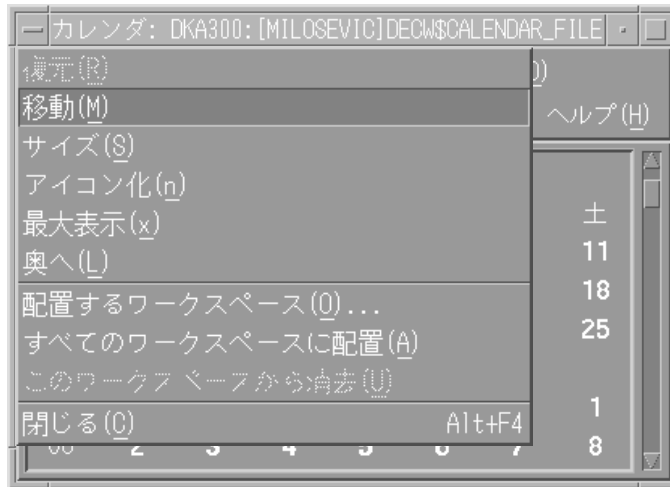 カレンダ: DKA300:[MILOSEVIC]DECW$CALENDAR_FILE
復元(R)
移動(M)
ヘルプ(H)
サイズ(S)
アイコン化(n)
最大表示(x)
土
奥へ(L)
11
配置するワークスペース(O)...
18
すべてのワークスペースに配置(A)
25
このワークスペースから消去(U)
1
閉じる(C) Alt+F4
2 3 4 5 6 7 8